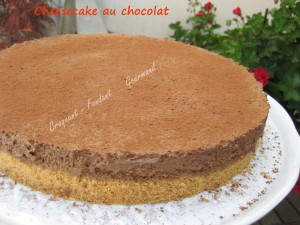 Cheesecake au chocolat
Croquant - Fondant - Gourmand